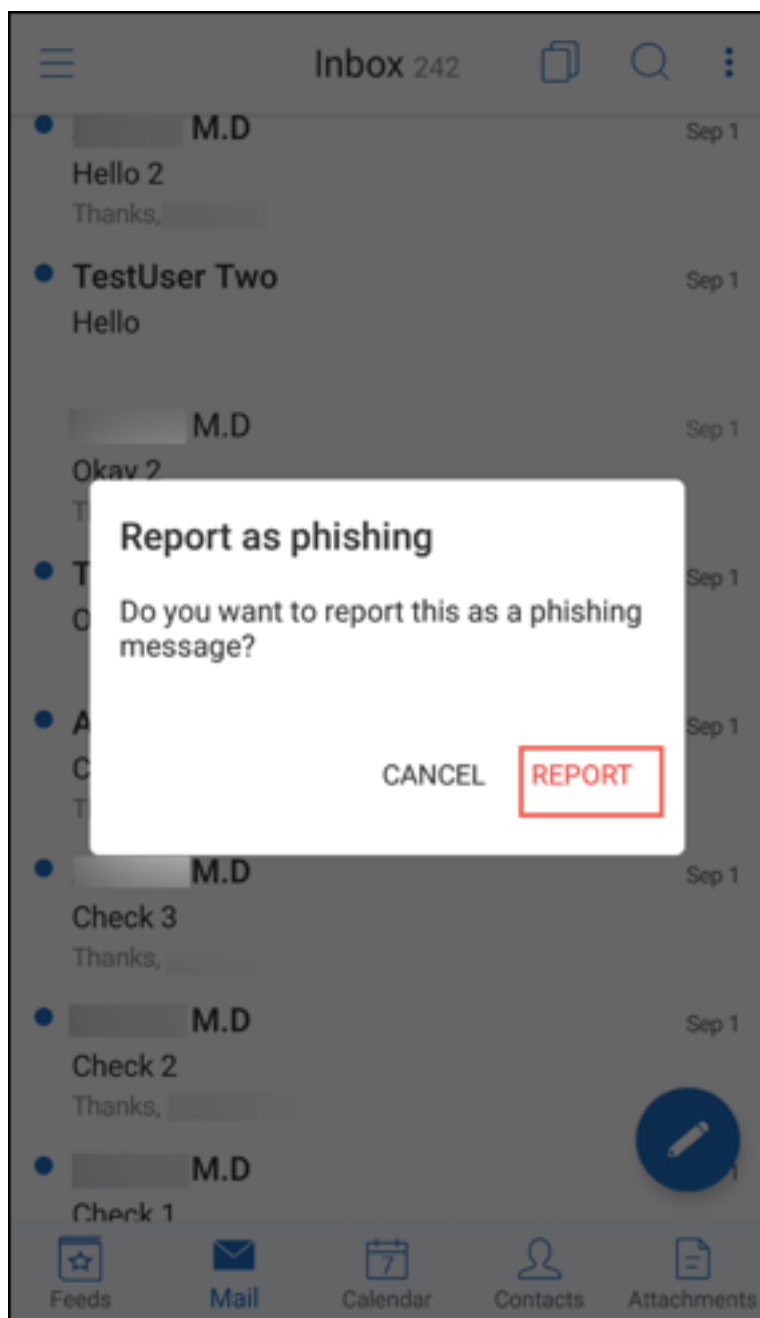 Inbox 242
M.D Sep 1
Hello 2
Thanks,
TestUser Two Sep 1
Hello
M.D Sep 1
Okay 2
T
Report as phishing
T Sep 1
O
Do you want to report this as a phishing
message?
A Sep 1
C
CANCEL REPORT
T
M.D Sep 1
Check 3
Thanks,
M.D Sep 1
Check 2
Thanks,
M.D 1
Check 1
7
Feeds Mail Calendar Contacts Attachments